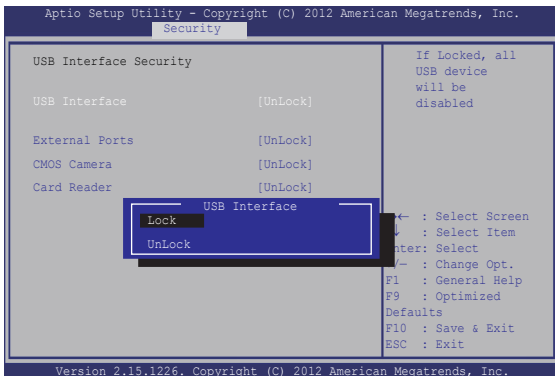 Aptio Setup Utility - Copyright (C) 2012 American Megatrends, Inc.
Security
USB Interface Security
USB Interface [UnLock]
External Ports [UnLock]
CMOS Camera [UnLock]
Card Reader [UnLock]
If Locked, all
USB device
will be
disabled
USB Interface
Lock
UnLock
← : Select Screen
: Select Item
nter: Select
/— : Change Opt.
F1 : General Help
F9 : Optimized
Defaults
F10 : Save & Exit
ESC : Exit
Version 2.15.1226. Copyright (C) 2012 American Megatrends, Inc.